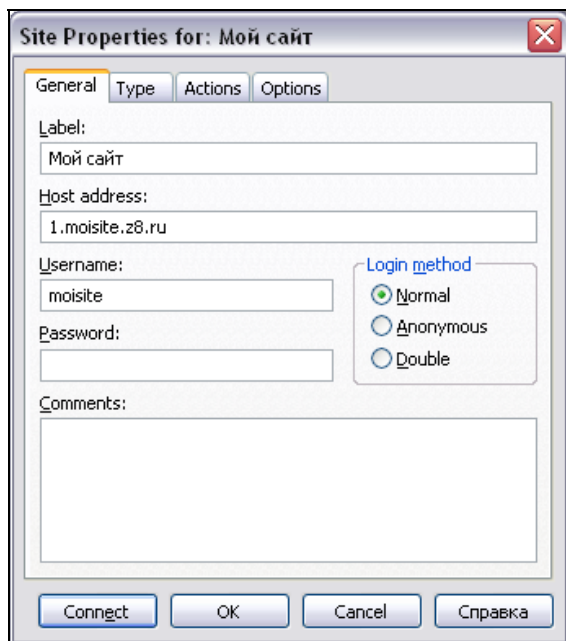 Site Properties for: Мой сайт
General Type Actions Options
Label:
Мой сайт
Host address:
1.moisite.z8.ru
Username:
moisite
Login method
Normal
Anonymous
Double
Password:
Comments:
Connect OK Cancel Справка